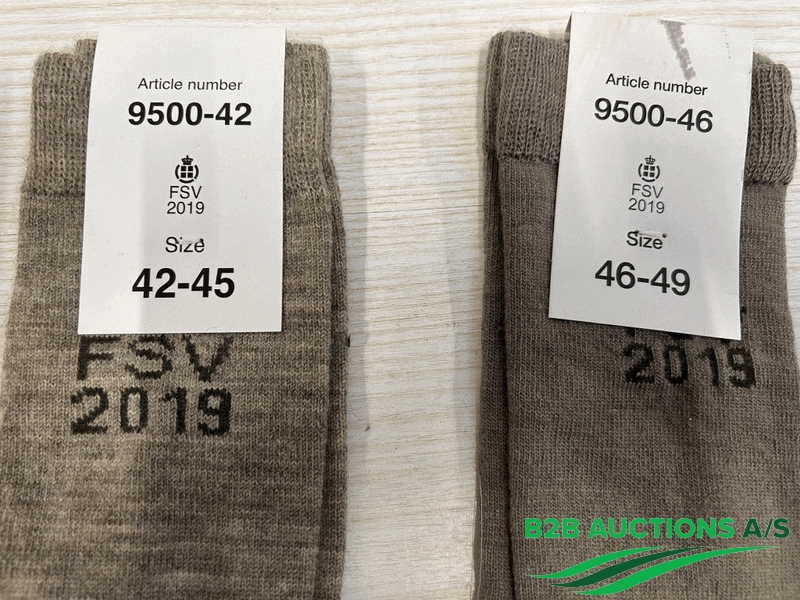 Article number
9500-42
FSV
2019
Size
42-45
FSV
2019
Article number
9500-46
FSV
2019
Size
46-49
2019
B2B AUCTIONS A/S